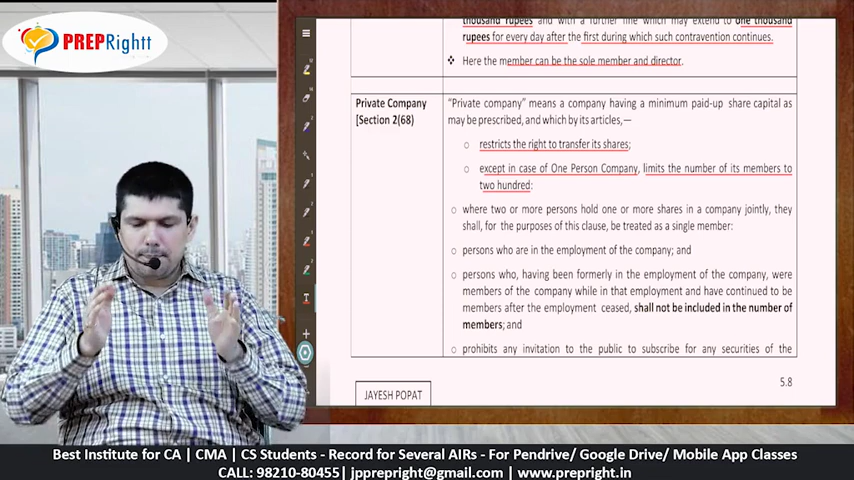 PREPRightt
thousand rupees and with a further fine which may extend to one thousand
rupees for every day after the first during which such contravention continues.
❖ Here the member can be the sole member and director.
Private Company
[Section 2(68)
"Private company" means a company having a minimum paid-up share capital as
may be prescribed, and which by its articles,—
○ restricts the right to transfer its shares;
○ except in case of One Person Company, limits the number of its members to
two hundred:
○ where two or more persons hold one or more shares in a company jointly, they
shall, for the purposes of this clause, be treated as a single member:
○ persons who are in the employment of the company; and
○ persons who, having been formerly in the employment of the company, were
members of the company while in that employment and have continued to be
members after the employment ceased, shall not be included in the number of
members; and
○ prohibits any invitation to the public to subscribe for any securities of the
5.8
JAYESH POPAT
Best Institute for CA | CMA | CS Students - Record for Several AIRs - For Pendrive/ Google Drive/ Mobile App Classes
CALL: 98210-80455| jpprepright@gmail.com | www.prepright.in